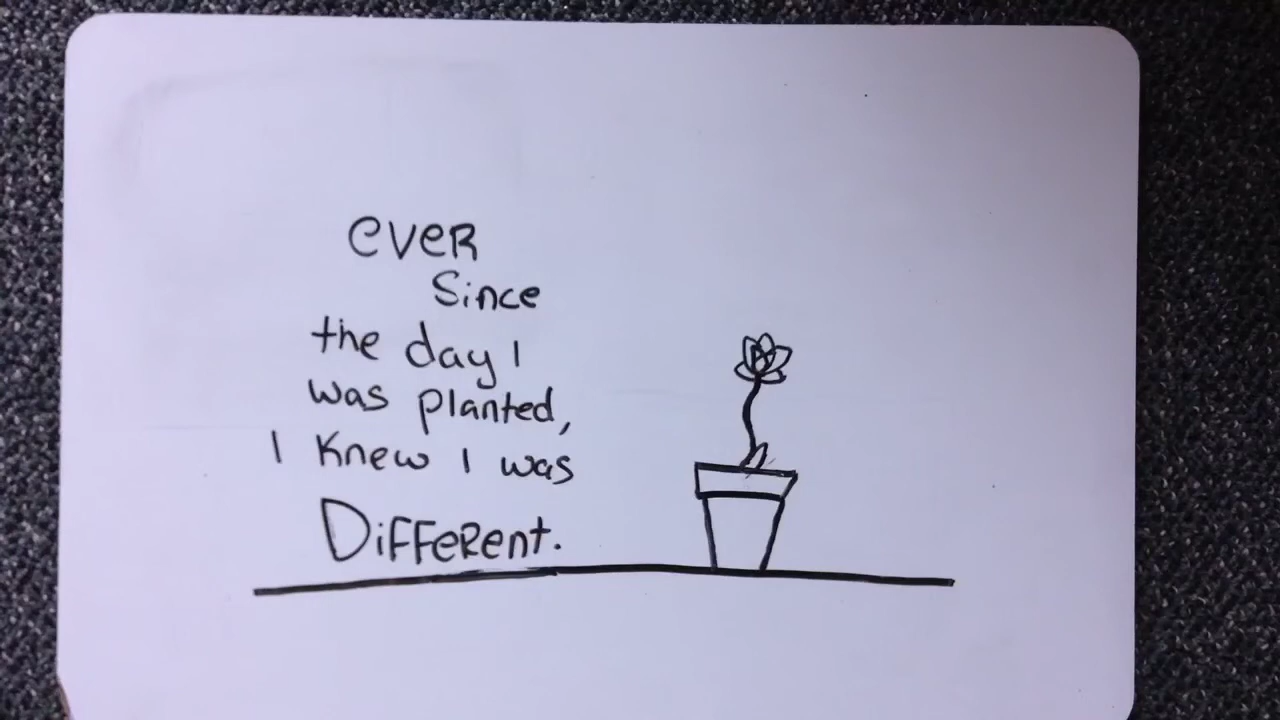 ever
Since
the day I
was planted,
I Knew I was
Different.